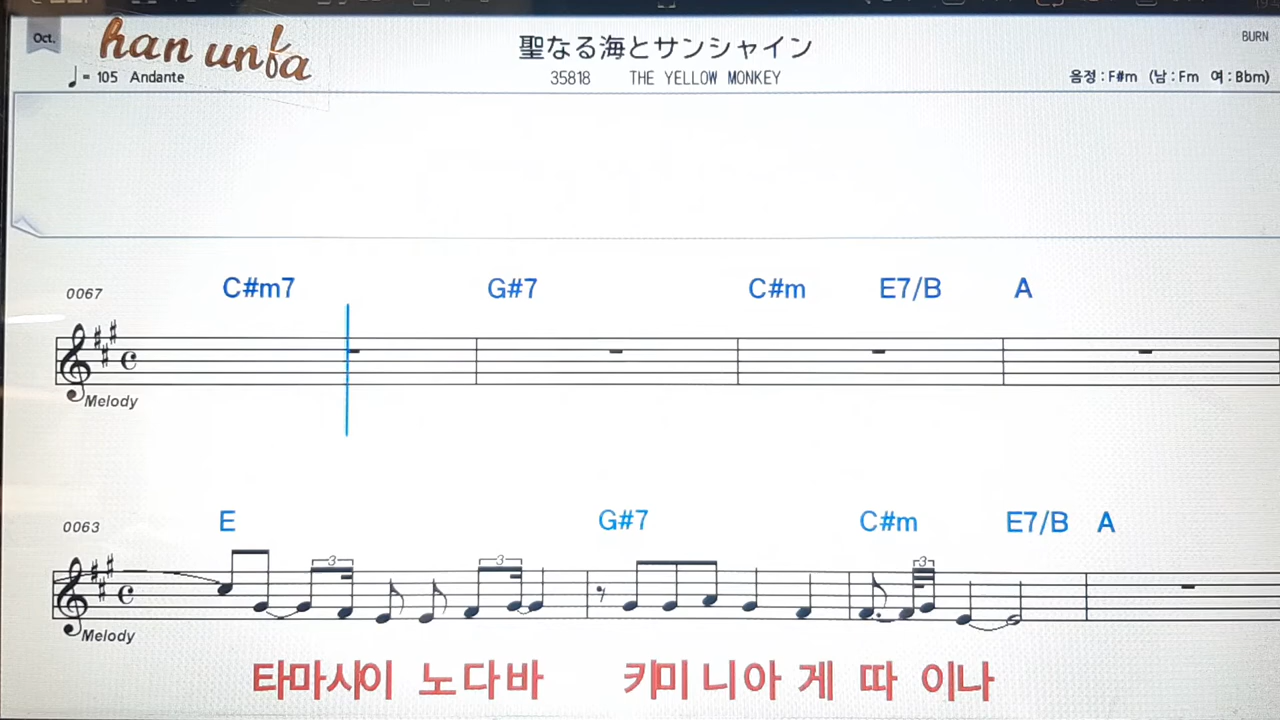 Oct.
han unfa
聖なる海とサンシャイン
BURN
♩= 105 Andante
35818 THE YELLOW MONKEY
음정:F#m (남:Fm 여:Bbm)
0067
C#m7 G#7 C#m E7/B A
Melody
0063
E G#7 C#m E7/B A
3 3 3
Melody
타마시이 노다바 키미 니아 게 따 이나